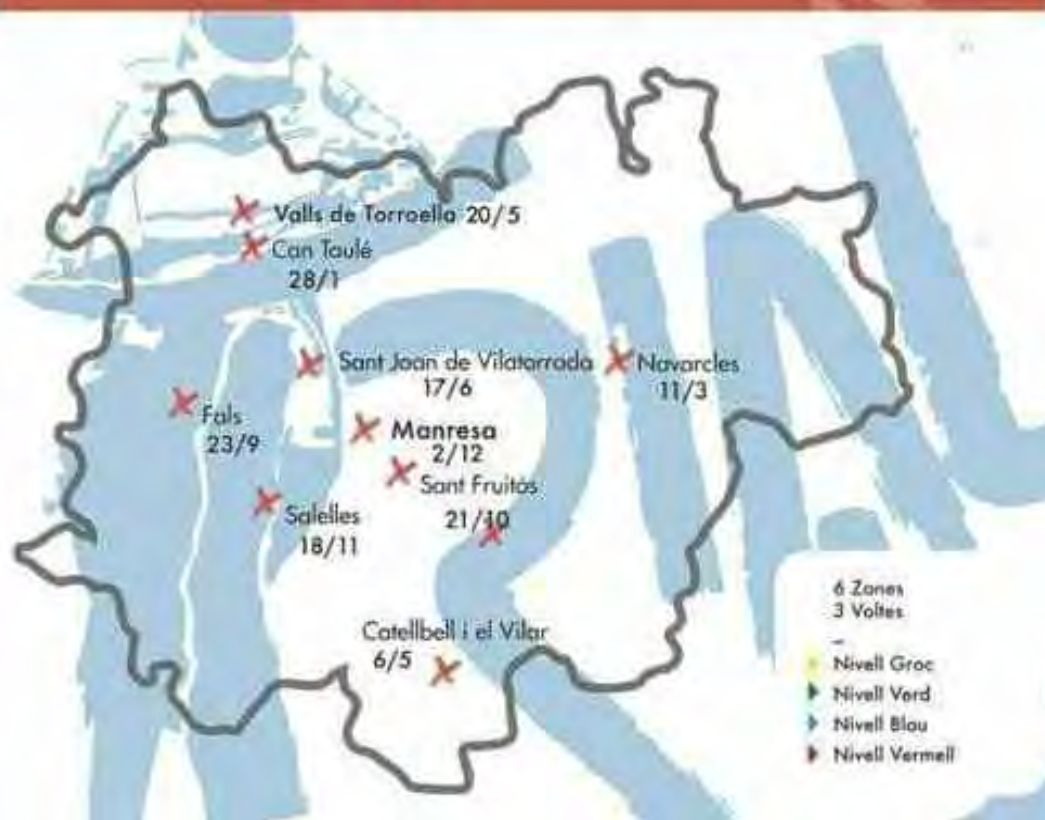 Valls de Torroella 20/5
Can Taulé
28/1
Sant Joan de Vilatorrada
17/6
Navarcles
11/3
Fals
23/9
Manresa
2/12
Sant Fruitós
21/10
Salelles
18/11
Catellbell i el Vilar
6/5
6 Zones
3 Voltes
–
Nivell Groc
Nivell Verd
Nivell Blau
Nivell Vermell
TRIAL